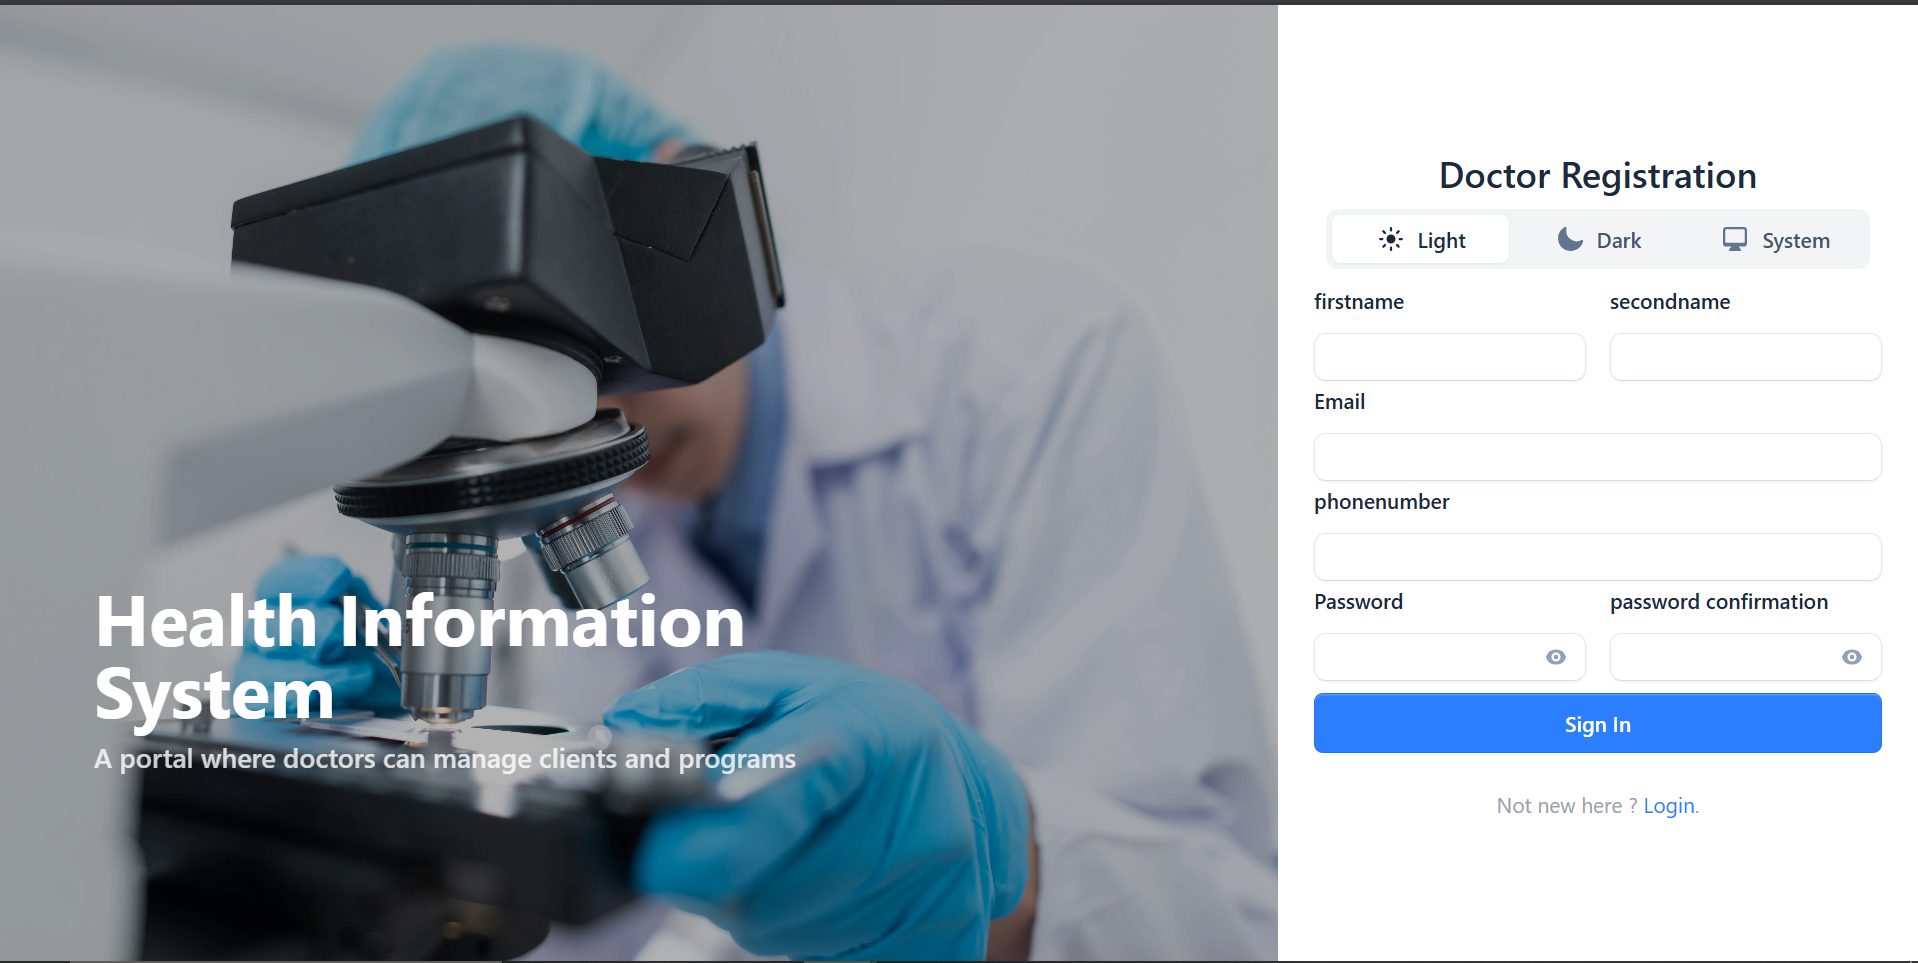 Health Information
System
A portal where doctors can manage clients and programs
Doctor Registration
Light Dark System
firstname secondname
Email
phonenumber
Password password confirmation
Sign In
Not new here ? Login.